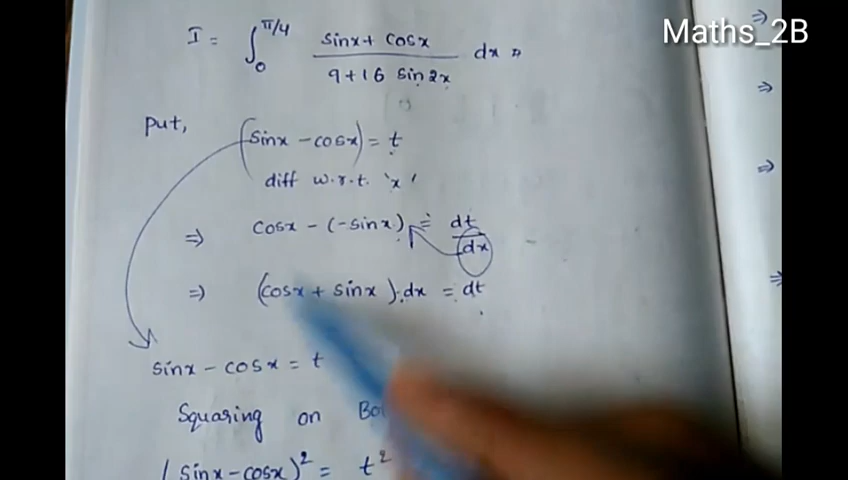 Maths_2B
I = ∫₀^π/4 sinx + cosx / 9+16 sin2x dx
put,
(sinx - cosx) = t
diff w.r.t. 'x'
⇒ cosx - (-sinx) = dt/dx
⇒ (cosx + sinx).dx = dt
sinx - cosx = t
Squaring on
(sinx-cosx)² = t²